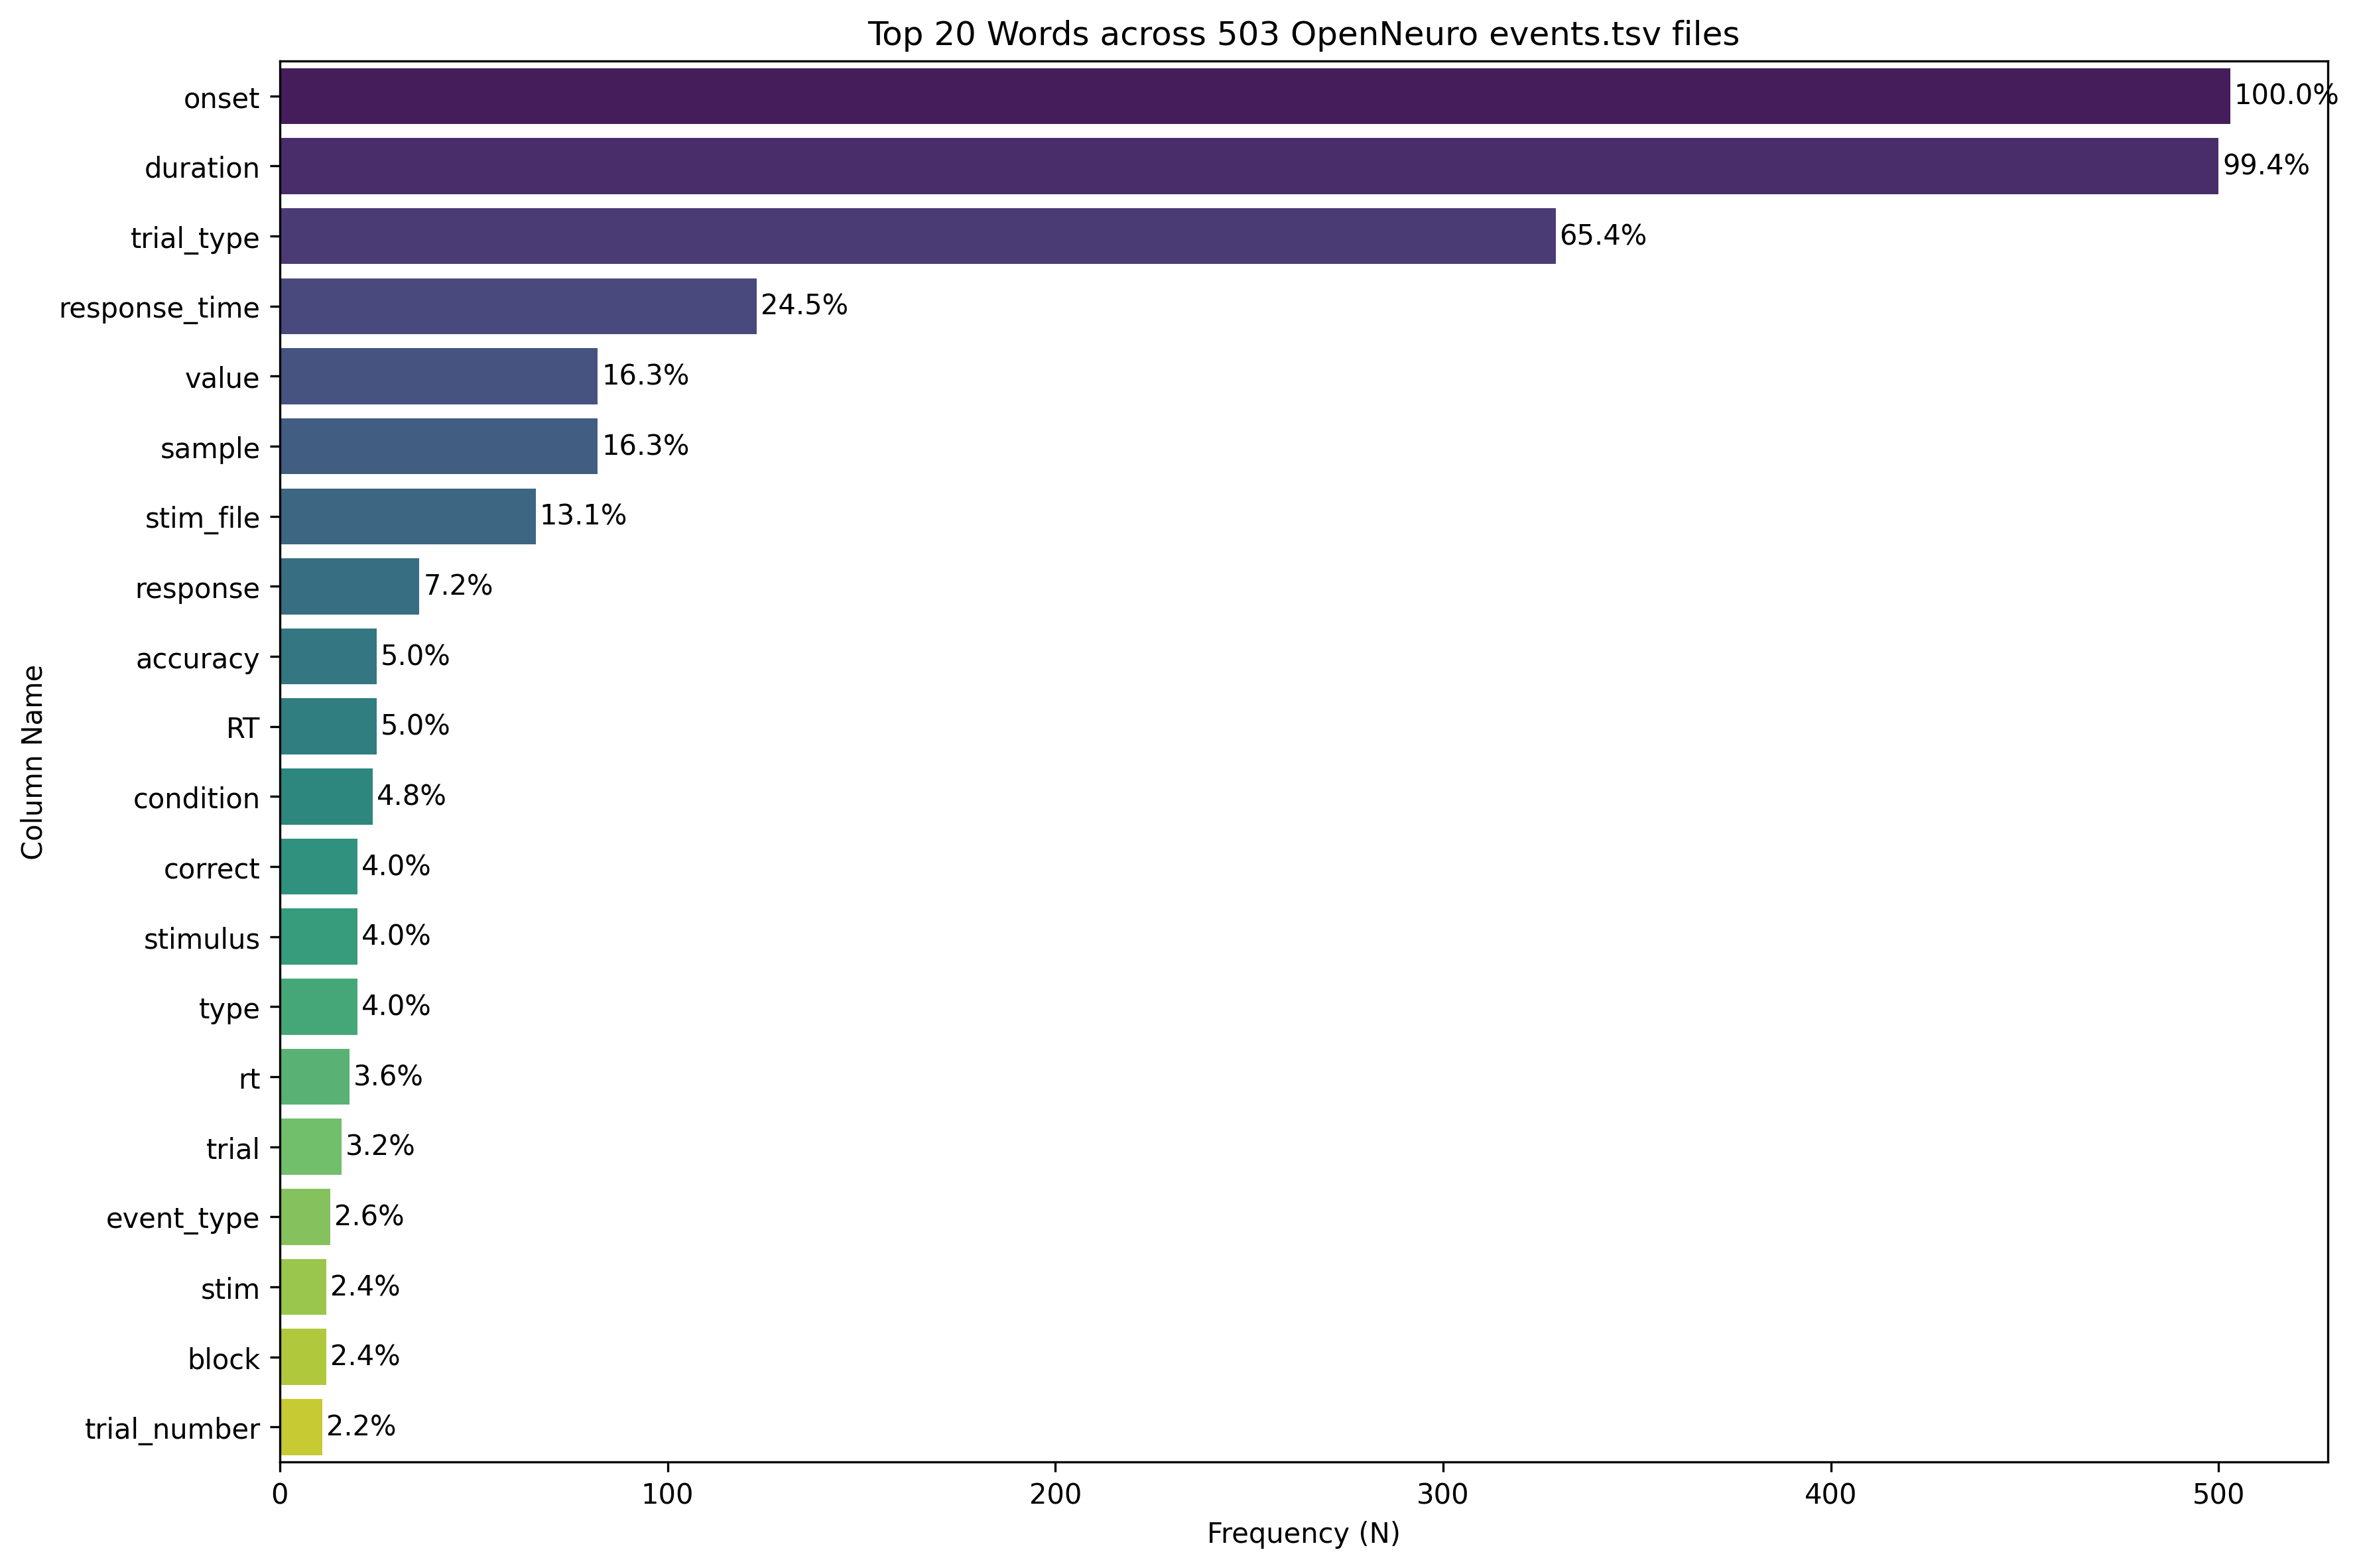 Top 20 Words across 503 OpenNeuro events.tsv files
onset 100.0%
duration 99.4%
trial_type 65.4%
response_time 24.5%
value 16.3%
sample 16.3%
stim_file 13.1%
response 7.2%
accuracy 5.0%
RT 5.0%
condition 4.8%
correct 4.0%
stimulus 4.0%
type 4.0%
rt 3.6%
trial 3.2%
event_type 2.6%
stim 2.4%
block 2.4%
trial_number 2.2%
Column Name
0 100 200 300 400 500
Frequency (N)